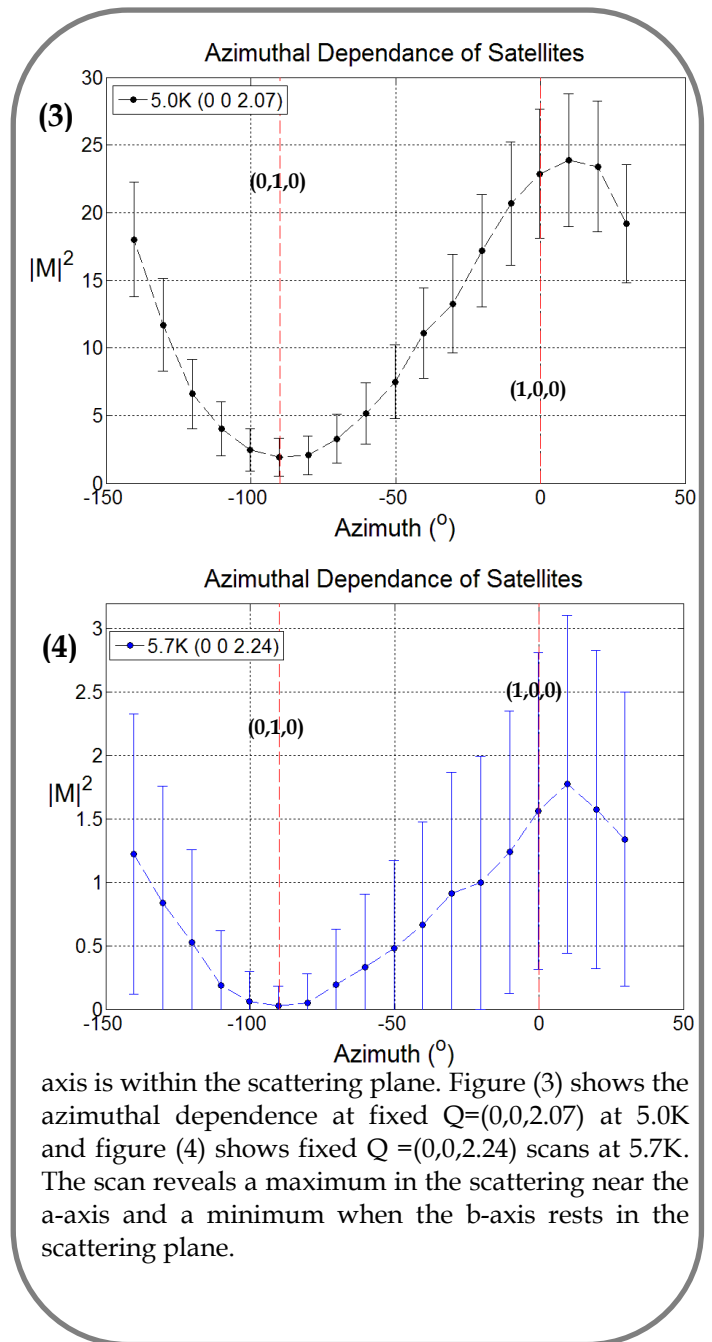 Azimuthal Dependance of Satellites
(3)
5.0K (0 0 2.07)
30
25
20
15
10
5
0
|M|²
(0,1,0)
(1,0,0)
-150 -100 -50 0 50
Azimuth (°)
Azimuthal Dependance of Satellites
(4)
5.7K (0 0 2.24)
3
2.5
2
1.5
1
0.5
0
|M|²
(0,1,0)
(1,0,0)
-150 -100 -50 0 50
Azimuth (°)
axis is within the scattering plane. Figure (3) shows the
azimuthal dependence at fixed Q=(0,0,2.07) at 5.0K
and figure (4) shows fixed Q =(0,0,2.24) scans at 5.7K.
The scan reveals a maximum in the scattering near the
a-axis and a minimum when the b-axis rests in the
scattering plane.